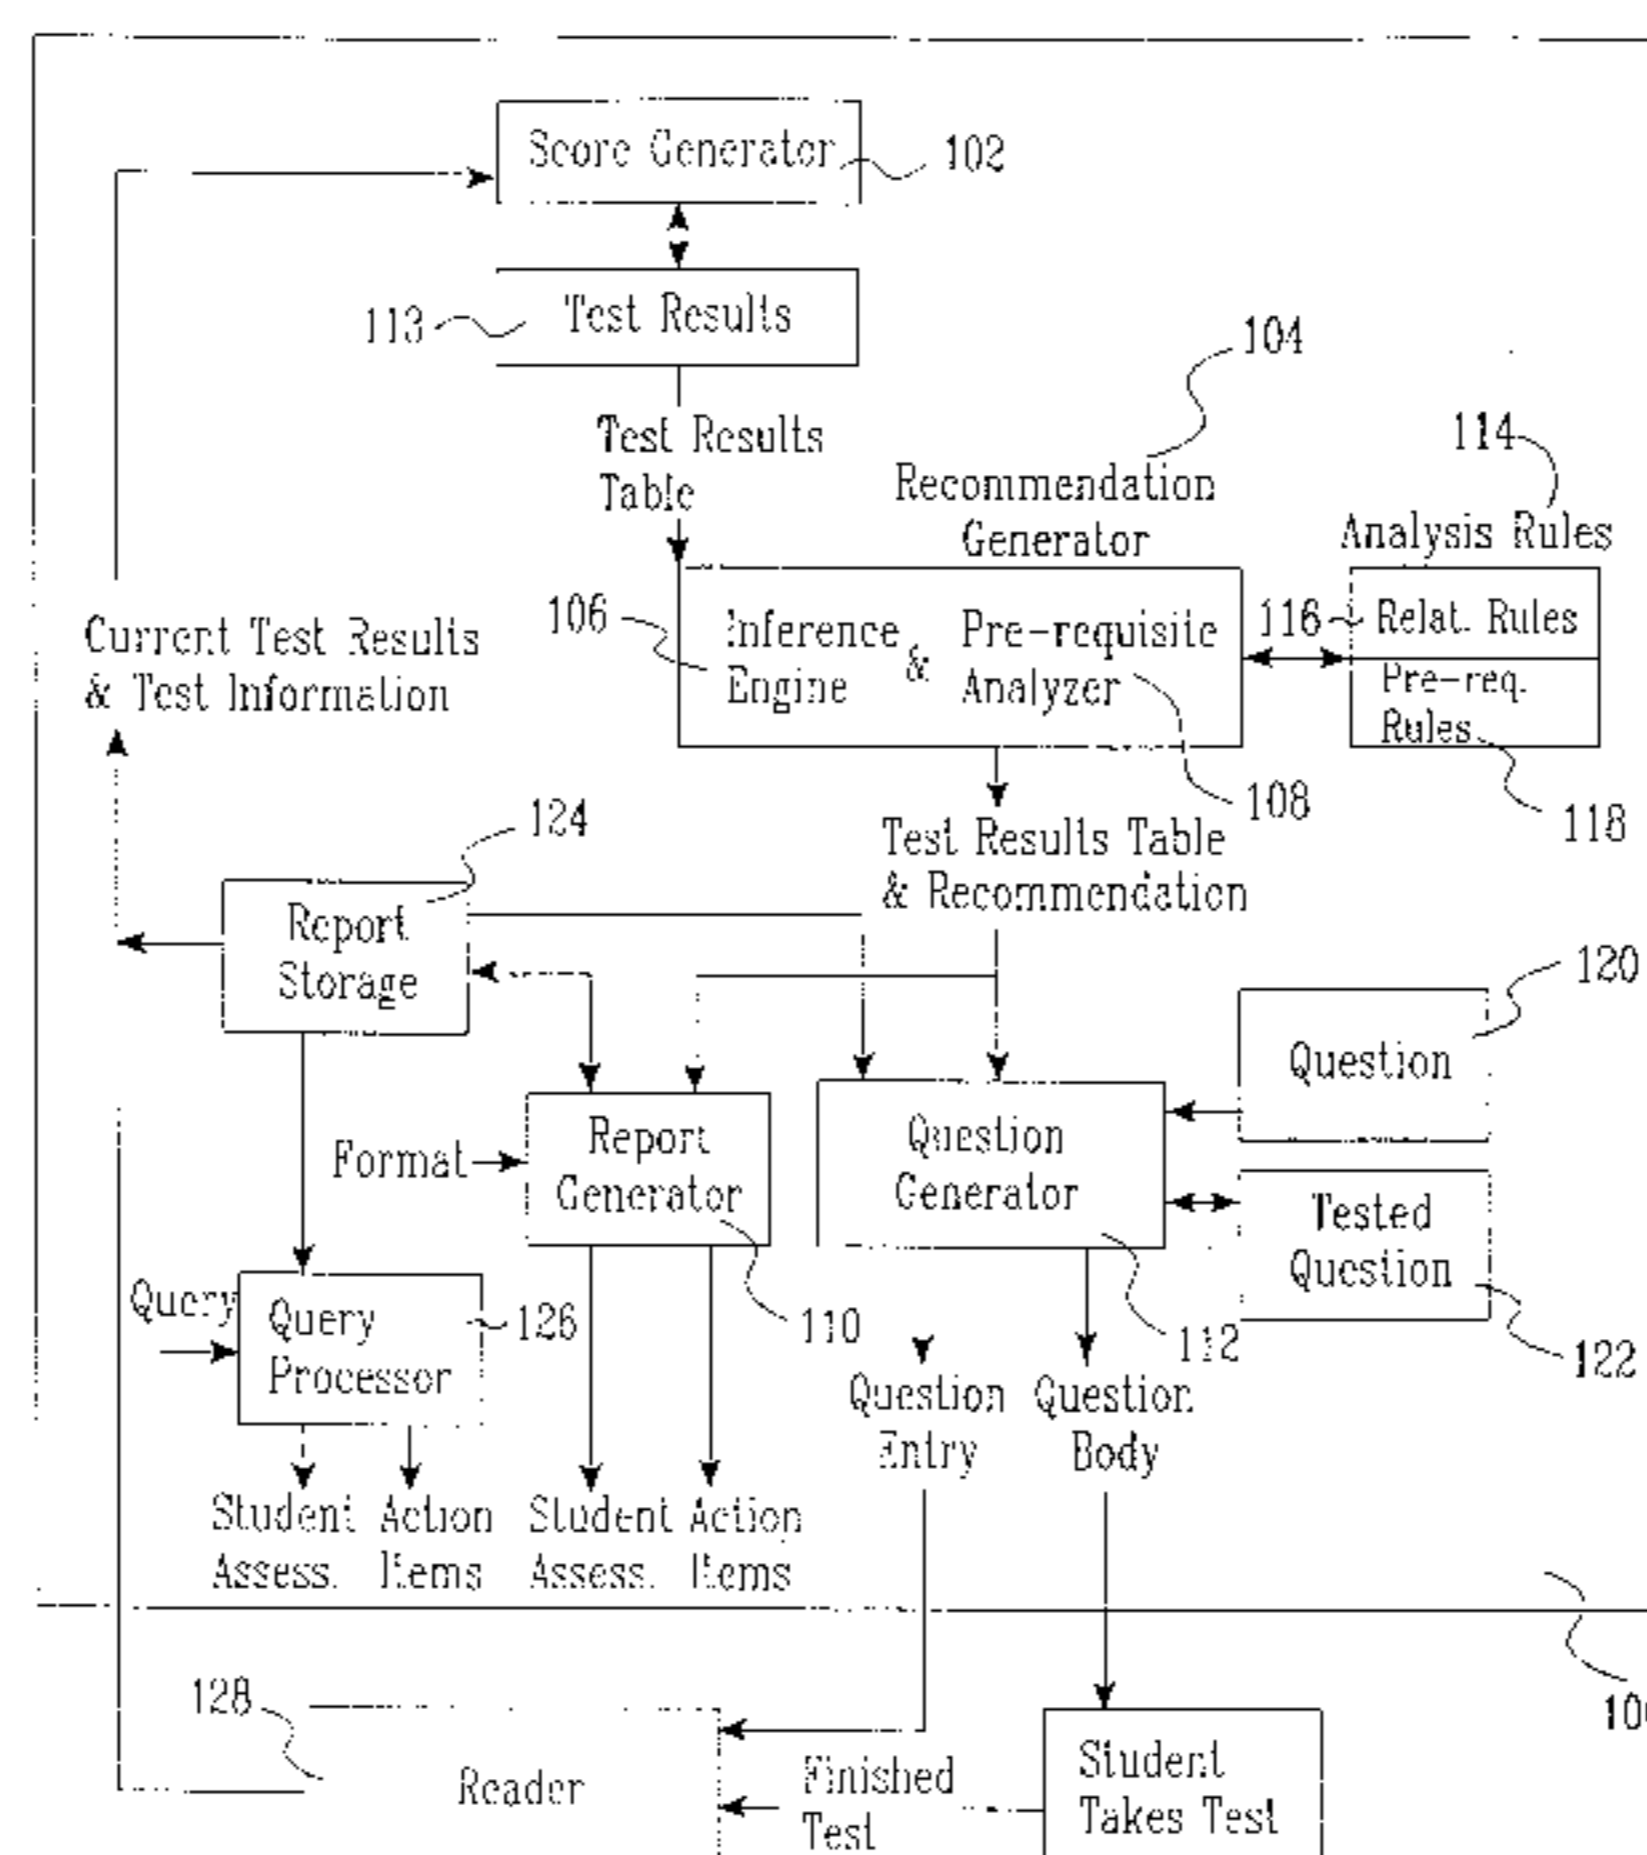 Score Generator
102
Test Results
113
104
Test Results
Table
Recommendation
Generator
114
Analysis Rules
106
Inference
Engine
&
Pre-requisite
Analyzer
116
Relat. Rules
Pre-req.
Rules
Current Test Results
& Test Information
108
118
124
Test Results Table
& Recommendation
Report
Storage
120
Question
Format
Report
Generator
Question
Generator
Tested
Question
Query
Query
Processor
126
110
112
122
Question
Entry
Question
Body
Student
Assess.
Action
Items
Student
Assess.
Action
Items
128
Reader
Finished
Test
Student
Takes Test